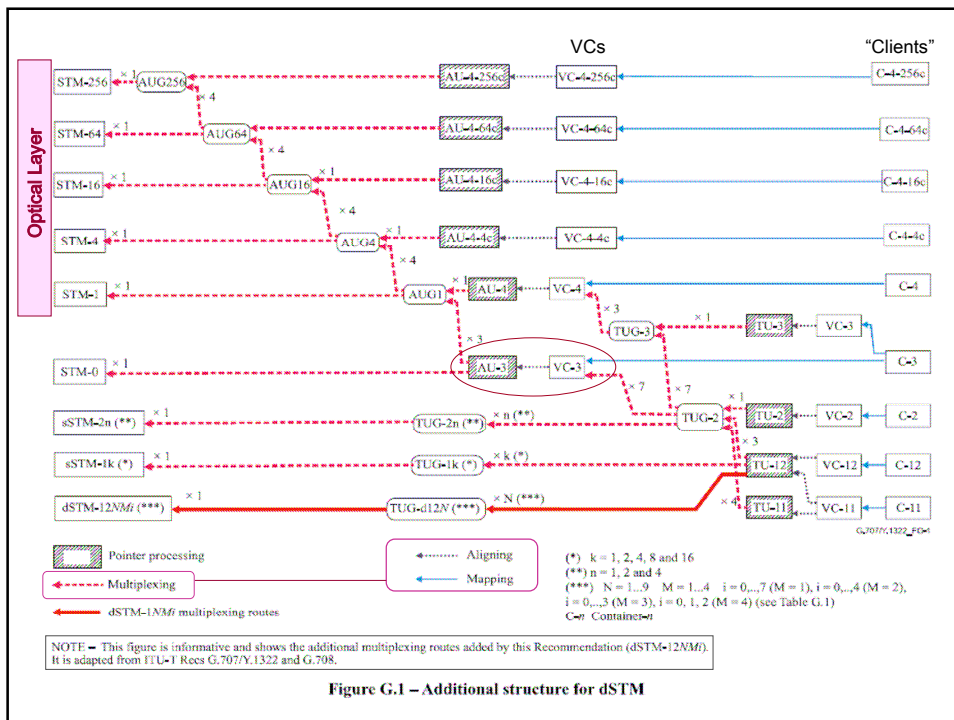 VCs
“Clients”
Optical Layer
STM-256
× 1
AUG256
AU-4-256c
VC-4-256c
C-4-256c
× 4
STM-64
× 1
AUG64
AU-4-64c
VC-4-64c
C-4-64c
× 4
STM-16
× 1
AUG16
× 1
AU-4-16c
VC-4-16c
C-4-16c
× 4
STM-4
× 1
AUG4
× 1
AU-4-4c
VC-4-4c
C-4-4c
× 4
STM-1
× 1
AUG1
× 1
AU-4
VC-4
C-4
× 3
TUG-3
× 1
TU-3
VC-3
× 3
STM-0
× 1
AU-3
VC-3
C-3
× 7
× 7
sSTM-2n (**)
× 1
TUG-2n (**)
× n (**)
TUG-2
× 1
TU-2
VC-2
C-2
× 3
sSTM-1k (*)
× 1
TUG-1k (*)
× k (*)
TU-12
VC-12
C-12
dSTM-12NMi (***)
× 1
TUG-d12N (***)
× N (***)
× 4
TU-11
VC-11
C-11
G.707/Y.1322_FG-1
Pointer processing
Multiplexing
dSTM-1NMi multiplexing routes
Aligning
Mapping
(*) k = 1, 2, 4, 8 and 16
(**) n = 1, 2 and 4
(***) N = 1...9 M = 1...4 i = 0,..,7 (M = 1), i = 0,..,4 (M = 2),
i = 0,..,3 (M = 3), i = 0, 1, 2 (M = 4) (see Table G.1)
C-n Container-n
NOTE – This figure is informative and shows the additional multiplexing routes added by this Recommendation (dSTM-12NMi).
It is adapted from ITU-T Recs G.707/Y.1322 and G.708.
Figure G.1 – Additional structure for dSTM